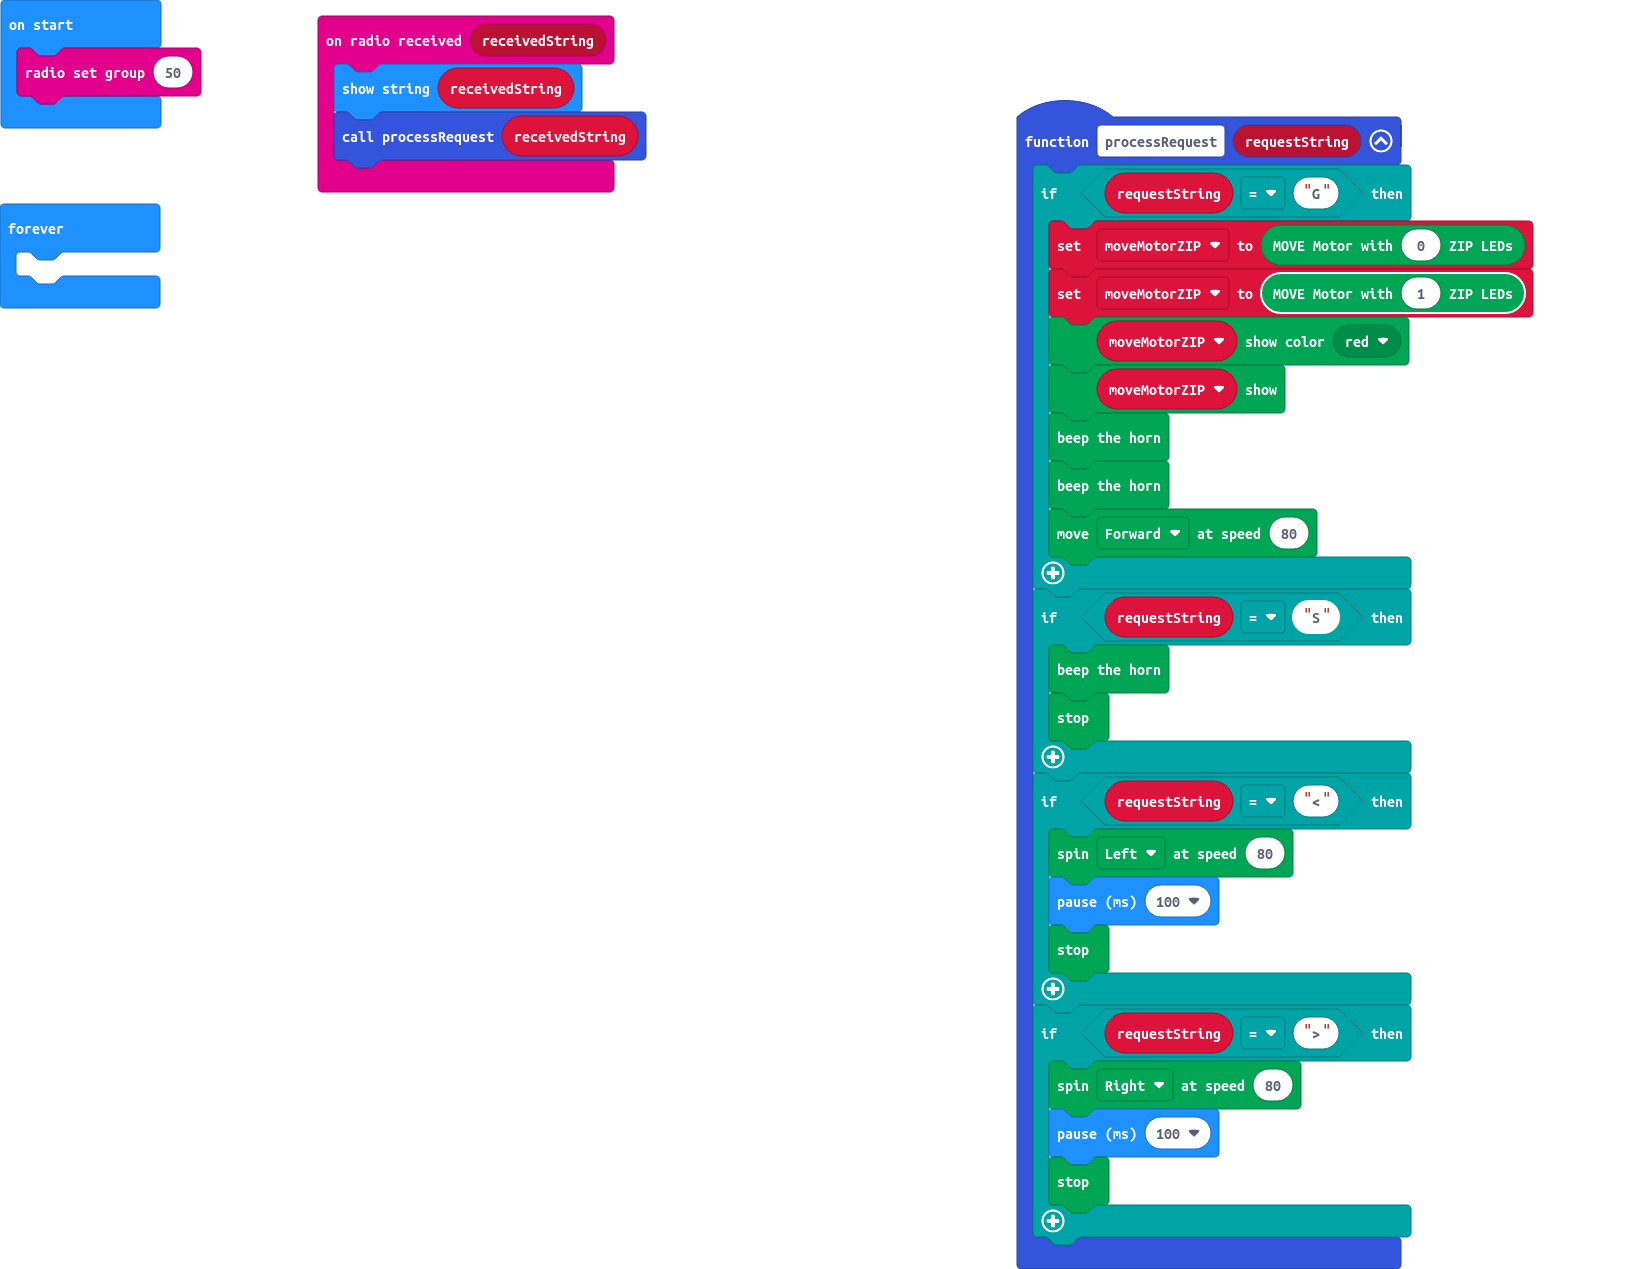 on start
radio set group 50
forever
on radio received receivedString
show string receivedString
call processRequest receivedString
function processRequest requestString
if requestString = "G" then
set moveMotorZIP to MOVE Motor with 0 ZIP LEDs
set moveMotorZIP to MOVE Motor with 1 ZIP LEDs
moveMotorZIP show color red
moveMotorZIP show
beep the horn
beep the horn
move Forward at speed 80
if requestString = "S" then
beep the horn
stop
if requestString = "<" then
spin Left at speed 80
pause (ms) 100
stop
if requestString = ">" then
spin Right at speed 80
pause (ms) 100
stop